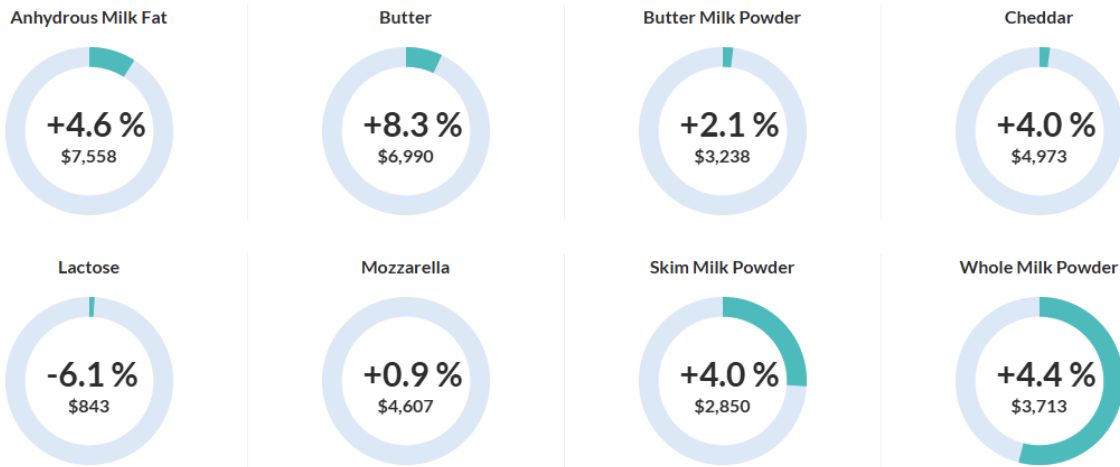 Anhydrous Milk Fat
+4.6 %
$7,558
Butter
+8.3 %
$6,990
Butter Milk Powder
+2.1 %
$3,238
Cheddar
+4.0 %
$4,973
Lactose
-6.1 %
$843
Mozzarella
+0.9 %
$4,607
Skim Milk Powder
+4.0 %
$2,850
Whole Milk Powder
+4.4 %
$3,713